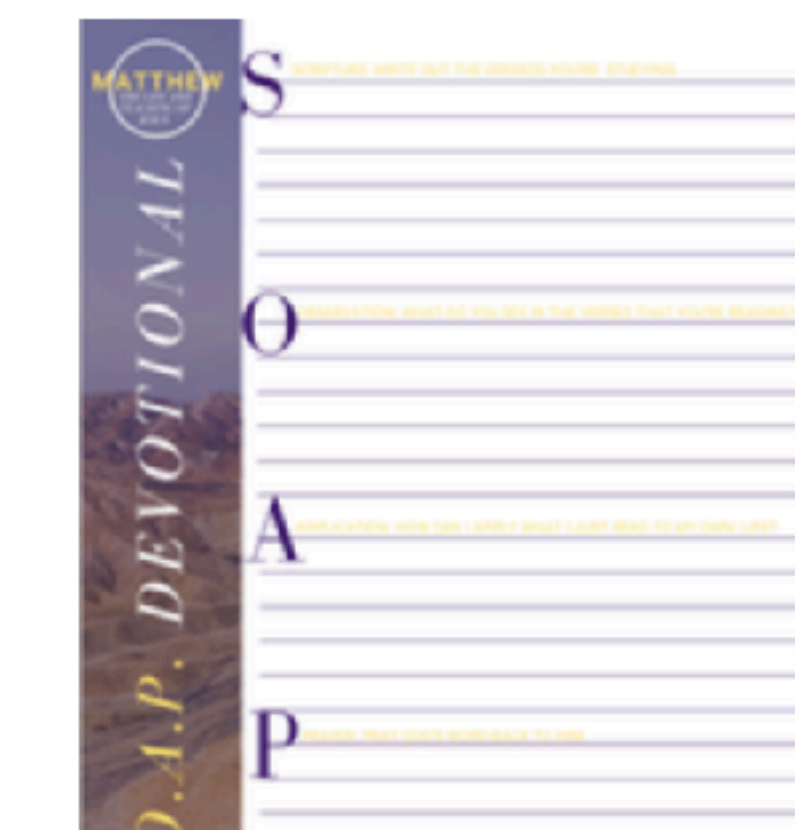 MATTHEW
S
SCRIPTURE: WRITE OUT THE VERSE(S) YOU'RE STUDYING
O
OBSERVATION: WHAT DO YOU SEE IN THE VERSES THAT YOU'RE READING?
A
APPLICATION: HOW CAN I APPLY WHAT I JUST READ TO MY OWN LIFE?
P
PRAYER: PRAY GOD'S WORD BACK TO HIM
O.A.P. DEVOTIONAL